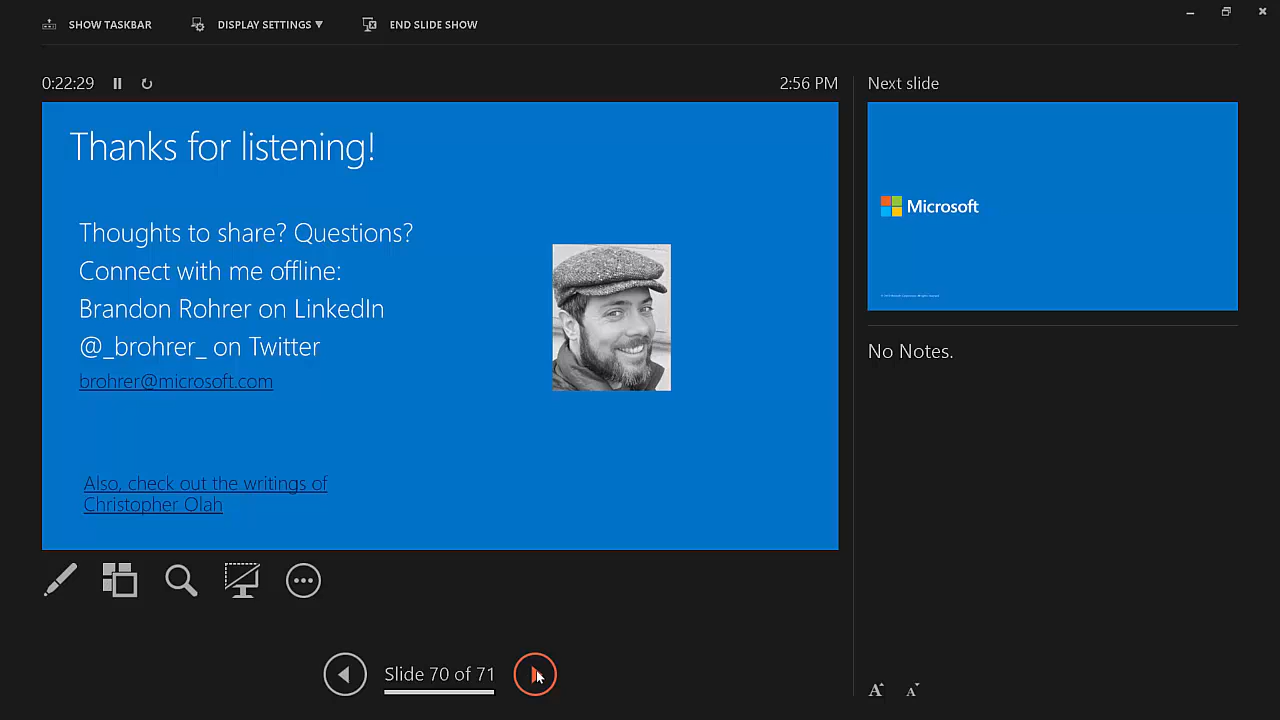 SHOW TASKBAR
DISPLAY SETTINGS ▼
END SLIDE SHOW
0:22:29
2:56 PM
Thanks for listening!
Thoughts to share? Questions?
Connect with me offline:
Brandon Rohrer on LinkedIn
@_brohrer_ on Twitter
brohrer@microsoft.com
Also, check out the writings of
Christopher Olah
Slide 70 of 71
Next slide
Microsoft
No Notes.
A
A